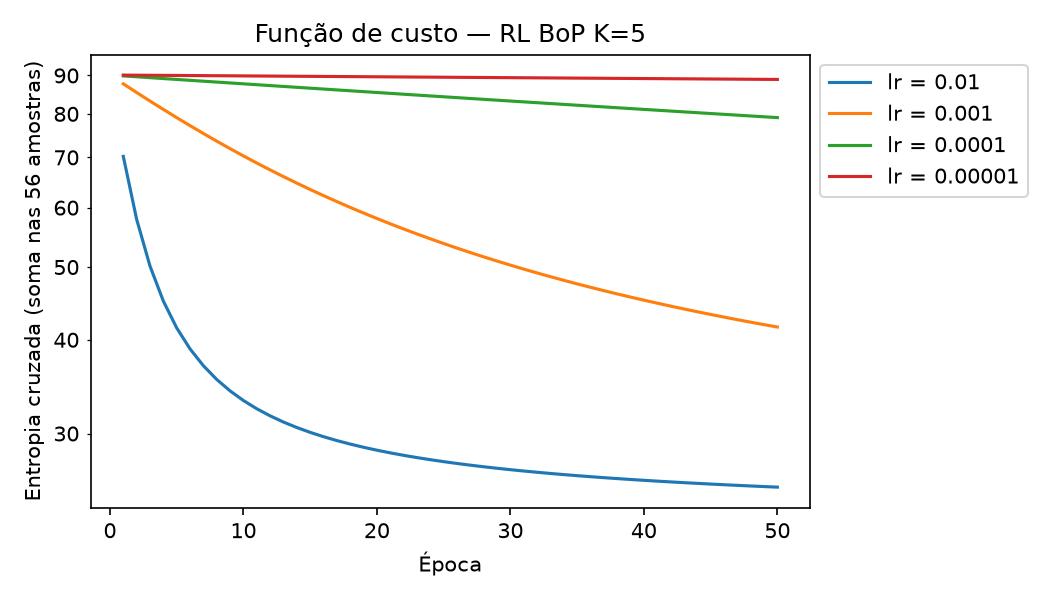 Função de custo — RL BoP K=5
Entropia cruzada (soma nas 56 amostras)
90
80
70
60
50
40
30
0 10 20 30 40 50
Época
lr = 0.01
lr = 0.001
lr = 0.0001
lr = 0.00001